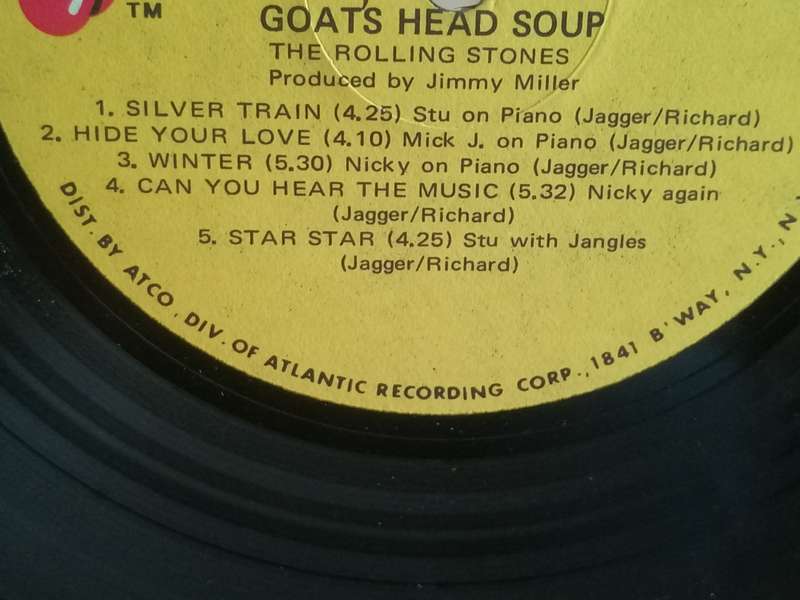 TM
GOATS HEAD SOUP
THE ROLLING STONES
Produced by Jimmy Miller
1. SILVER TRAIN (4.25) Stu on Piano (Jagger/Richard)
2. HIDE YOUR LOVE (4.10) Mick J. on Piano (Jagger/Richard)
3. WINTER (5.30) Nicky on Piano (Jagger/Richard)
4. CAN YOU HEAR THE MUSIC (5.32) Nicky again
(Jagger/Richard)
5. STAR STAR (4.25) Stu with Jangles
(Jagger/Richard)
DIST. BY ATCO, DIV. OF ATLANTIC RECORDING CORP., 1841 B'WAY, N.Y., N